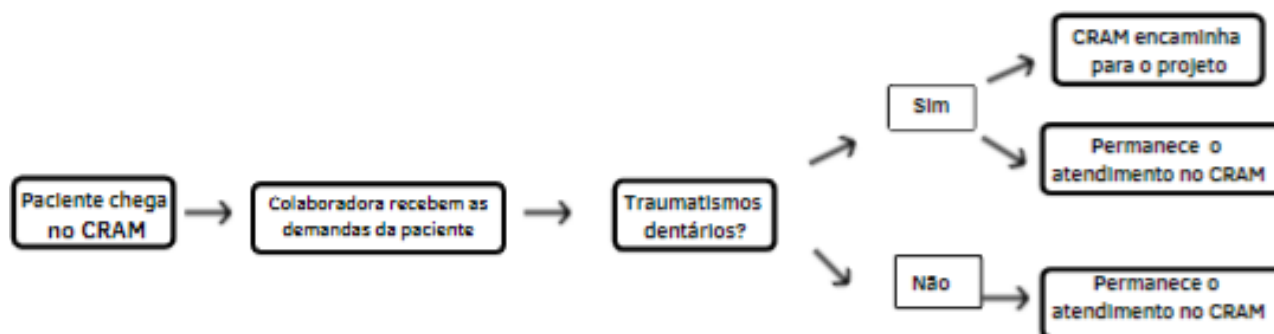 Paciente chega
no CRAM
Colaboradora recebem as
demandas da paciente
Traumatismos
dentários?
Sim
CRAM encaminha
para o projeto
Permanece o
atendimento no CRAM
Não
Permanece o
atendimento no CRAM